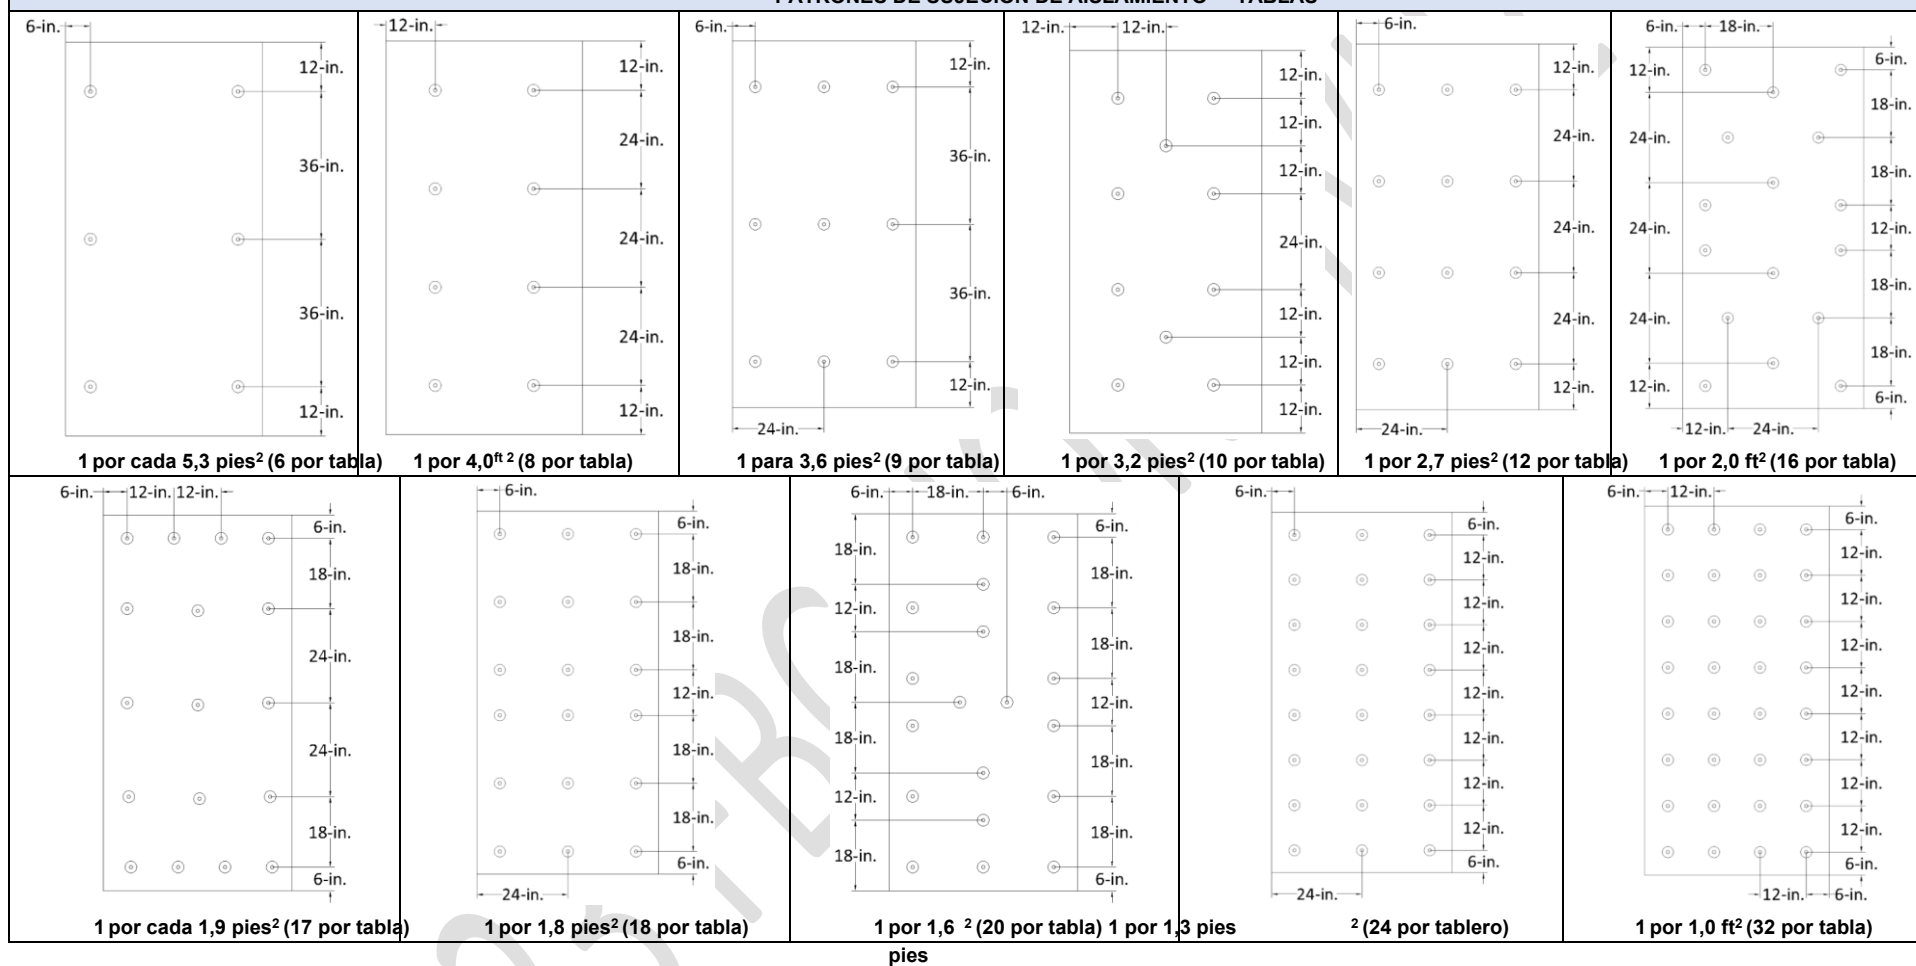 PATRONES DE SUJECIÓN DE AISLAMIENTO — TABLAS
6-in.
12-in.
36-in.
36-in.
12-in.
1 por cada 5,3 pies² (6 por tabla)
12-in.
12-in.
24-in.
24-in.
24-in.
12-in.
1 por 4,0ft 2 (8 por tabla)
6-in.
12-in.
36-in.
36-in.
12-in.
24-in.
1 para 3,6 pies² (9 por tabla)
12-in. 12-in.
12-in.
12-in.
12-in.
24-in.
12-in.
12-in.
12-in.
1 por 3,2 pies² (10 por tabla)
6-in.
12-in.
24-in.
24-in.
24-in.
12-in.
24-in.
1 por 2,7 pies² (12 por tabla)
6-in. 18-in.
6-in.
12-in.
18-in.
24-in.
18-in.
24-in.
12-in.
18-in.
24-in.
18-in.
12-in.
6-in.
12-in. 24-in.
1 por 2,0 ft² (16 por tabla)
6-in. 12-in. 12-in.
6-in.
18-in.
24-in.
24-in.
18-in.
6-in.
1 por cada 1,9 pies² (17 por tabla)
6-in.
6-in.
18-in.
18-in.
12-in.
18-in.
18-in.
6-in.
24-in.
1 por 1,8 pies² (18 por tabla)
6-in. 18-in. 6-in.
6-in.
18-in.
18-in.
12-in.
18-in.
18-in.
12-in.
18-in.
18-in.
12-in.
18-in.
18-in.
6-in.
1 por 1,6 ² (20 por tabla) 1 por 1,3 pies
pies
6-in.
6-in.
12-in.
12-in.
12-in.
12-in.
12-in.
12-in.
12-in.
6-in.
24-in.
² (24 por tablero)
6-in. 12-in.
6-in.
12-in.
12-in.
12-in.
12-in.
12-in.
12-in.
12-in.
6-in.
12-in. 6-in.
1 por 1,0 ft² (32 por tabla)